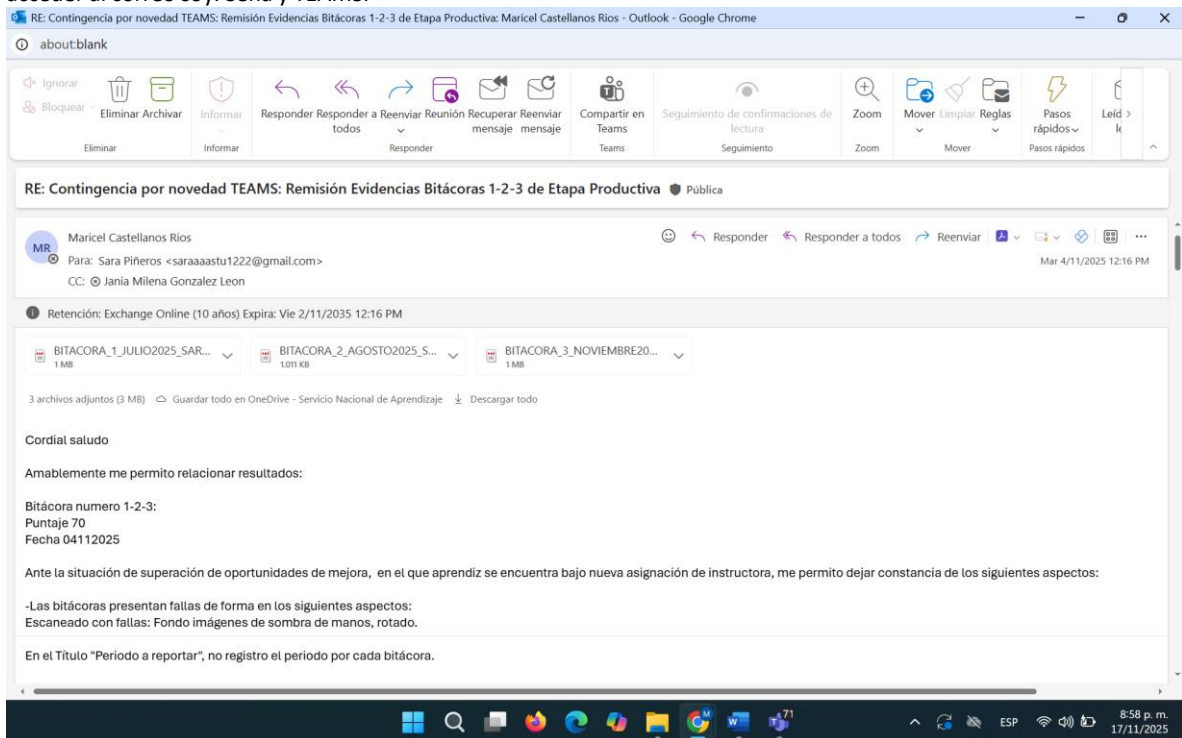 RE: Contingencia por novedad TEAMS: Remisión Evidencias Bitácoras 1-2-3 de Etapa Productiva: Maricel Castellanos Rios - Outlook - Google Chrome
about:blank
Ignorar
Bloquear
Eliminar Archivar
Informar
Responder Responder a todos Reenviar Reunión Recuperar mensaje Reenviar mensaje
Compartir en Teams
Seguimiento de confirmaciones de lectura
Zoom
Mover Limpiar Reglas
Pasos rápidos
Eliminar Informar Responder Teams Seguimiento Zoom Mover Pasos rápidos
RE: Contingencia por novedad TEAMS: Remisión Evidencias Bitácoras 1-2-3 de Etapa Productiva Pública
MR
Maricel Castellanos Rios
Responder Responder a todos Reenviar
Para: Sara Piñeros <saraaaastu1222@gmail.com>
Mar 4/11/2025 12:16 PM
CC: Jania Milena Gonzalez Leon
Retención: Exchange Online (10 años) Expira: Vie 2/11/2035 12:16 PM
BITACORA_1_JULIO2025_SAR... BITACORA_2_AGOSTO2025_S... BITACORA_3_NOVIEMBRE20...
1 MB 1.011 KB 1 MB
3 archivos adjuntos (3 MB) Guardar todo en OneDrive - Servicio Nacional de Aprendizaje Descargar todo
Cordial saludo
Amablemente me permito relacionar resultados:
Bitácora numero 1-2-3:
Puntaje 70
Fecha 04112025
Ante la situación de superación de oportunidades de mejora, en el que aprendiz se encuentra bajo nueva asignación de instructora, me permito dejar constancia de los siguientes aspectos:
-Las bitácoras presentan fallas de forma en los siguientes aspectos:
Escaneado con fallas: Fondo imágenes de sombra de manos, rotado.
En el Título "Periodo a reportar", no registro el periodo por cada bitácora.
71
ESP
8:58 p. m.
17/11/2025